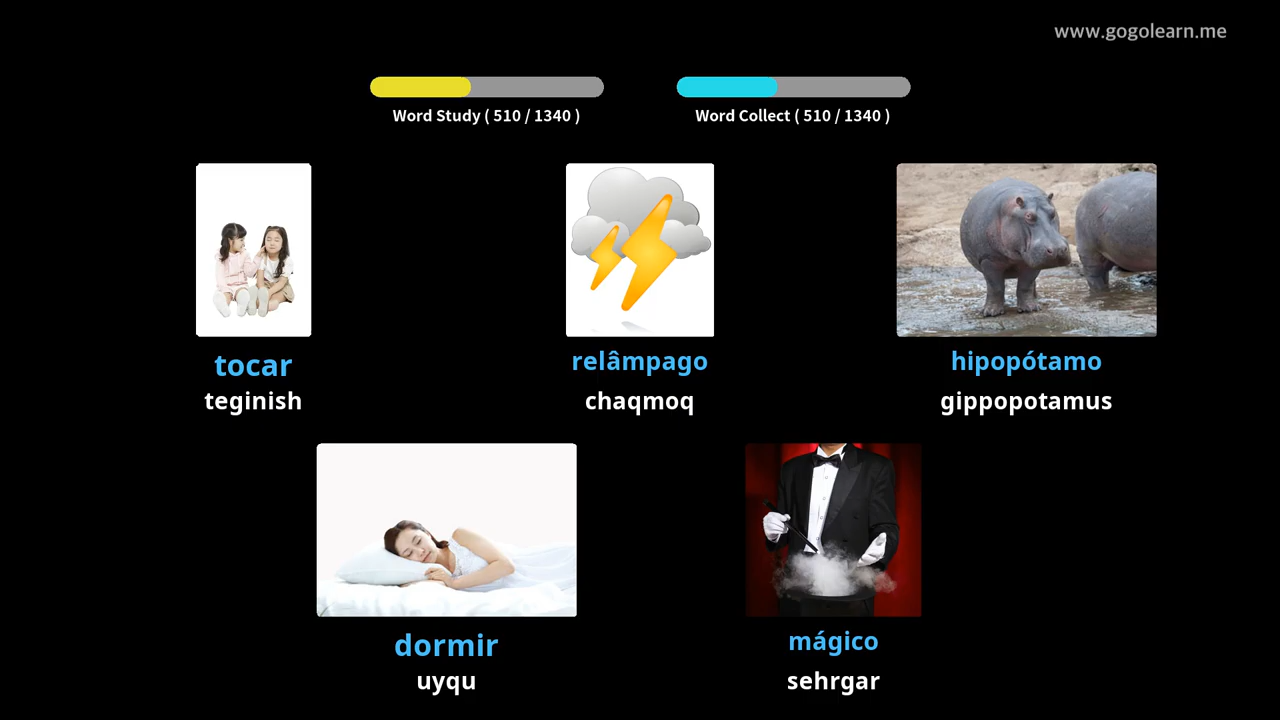 www.gogolearn.me
Word Study ( 510 / 1340 )
Word Collect ( 510 / 1340 )
tocar
teginish
relâmpago
chaqmoq
hipopótamo
gippopotamus
dormir
uyqu
mágico
sehrgar